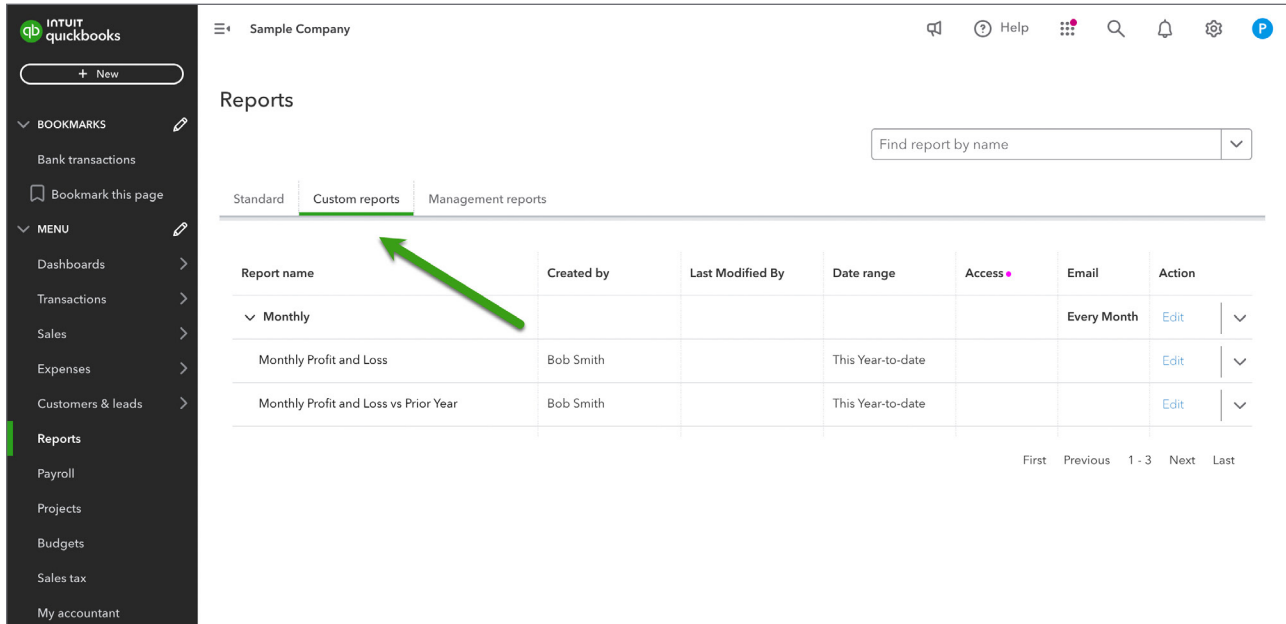 INTUIT
qb quickbooks
Sample Company
Help
P
+ New
Reports
BOOKMARKS
Find report by name
Bank transactions
Bookmark this page
Standard Custom reports Management reports
MENU
Dashboards
Transactions
Sales
Expenses
Customers & leads
Reports
Payroll
Projects
Budgets
Sales tax
My accountant
Report name Created by Last Modified By Date range Access Email Action
Monthly Every Month Edit
Monthly Profit and Loss Bob Smith This Year-to-date Edit
Monthly Profit and Loss vs Prior Year Bob Smith This Year-to-date Edit
First Previous 1 - 3 Next Last